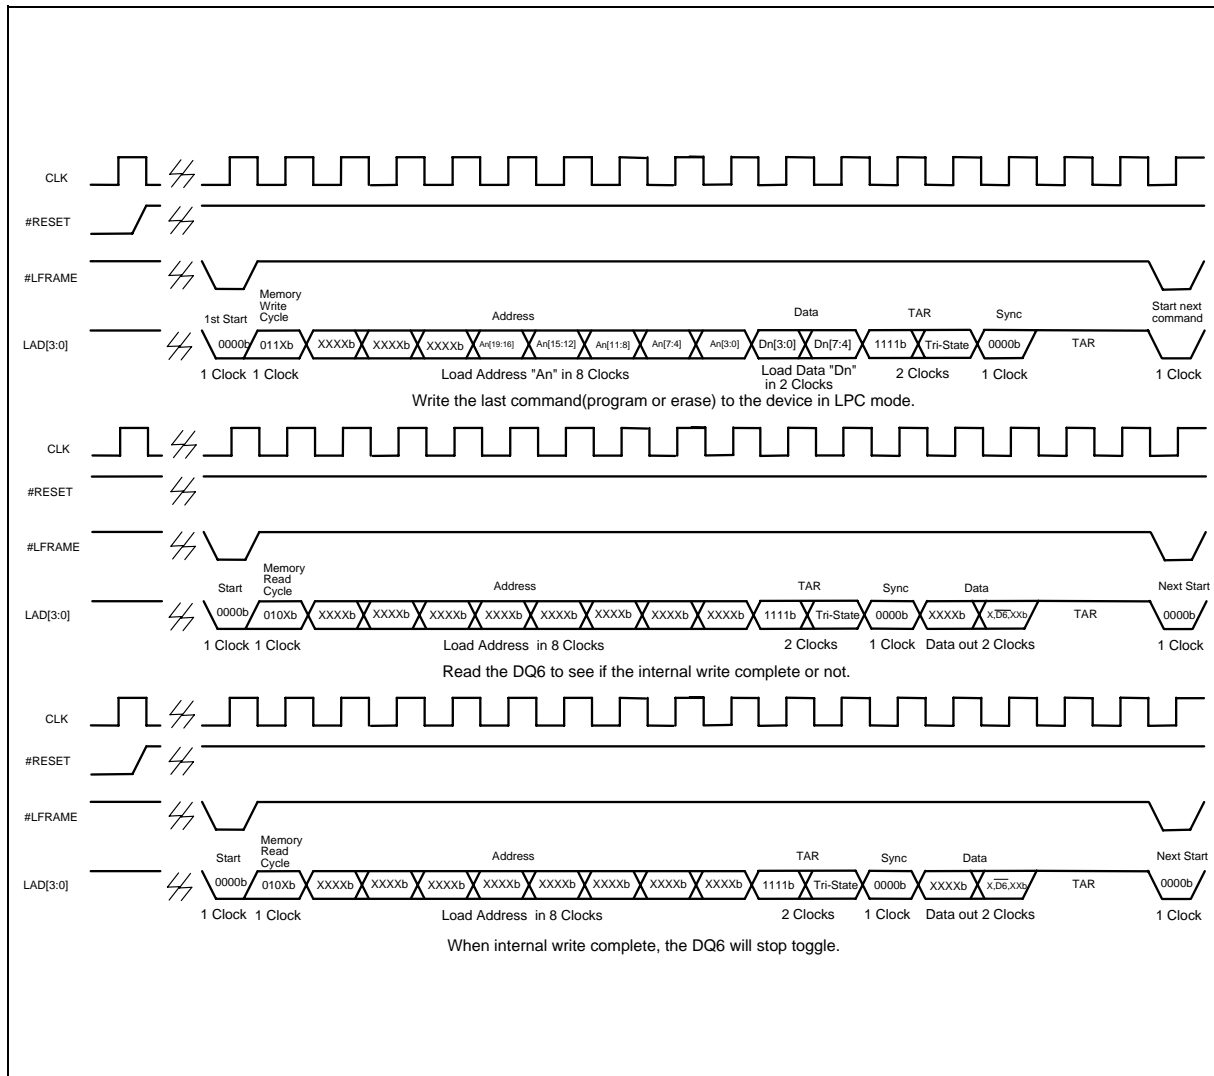 CLK
#RESET
#LFRAME
1st Start
Memory
Write
Cycle
Address
Data
TAR
Sync
Start next
command
LAD[3:0]
0000b 011Xb XXXXb XXXXb XXXXb An[19:16] An[15:12] An[11:8] An[7:4] An[3:0] Dn[3:0] Dn[7:4] 1111b Tri-State 0000b TAR
1 Clock 1 Clock Load Address "An" in 8 Clocks Load Data "Dn"
in 2 Clocks
2 Clocks 1 Clock 1 Clock
Write the last command(program or erase) to the device in LPC mode.
CLK
#RESET
#LFRAME
Start
Memory
Read
Cycle
Address
TAR
Sync
Data
Next Start
LAD[3:0]
0000b 010Xb XXXXb XXXXb XXXXb XXXXb XXXXb XXXXb XXXXb XXXXb 1111b Tri-State 0000b XXXXb X,D6,XXb TAR 0000b
1 Clock 1 Clock Load Address in 8 Clocks 2 Clocks 1 Clock Data out 2 Clocks 1 Clock
Read the DQ6 to see if the internal write complete or not.
CLK
#RESET
#LFRAME
Start
Memory
Read
Cycle
Address
TAR
Sync
Data
Next Start
LAD[3:0]
0000b 010Xb XXXXb XXXXb XXXXb XXXXb XXXXb XXXXb XXXXb XXXXb 1111b Tri-State 0000b XXXXb X,D6,XXb TAR 0000b
1 Clock 1 Clock Load Address in 8 Clocks 2 Clocks 1 Clock Data out 2 Clocks 1 Clock
When internal write complete, the DQ6 will stop toggle.